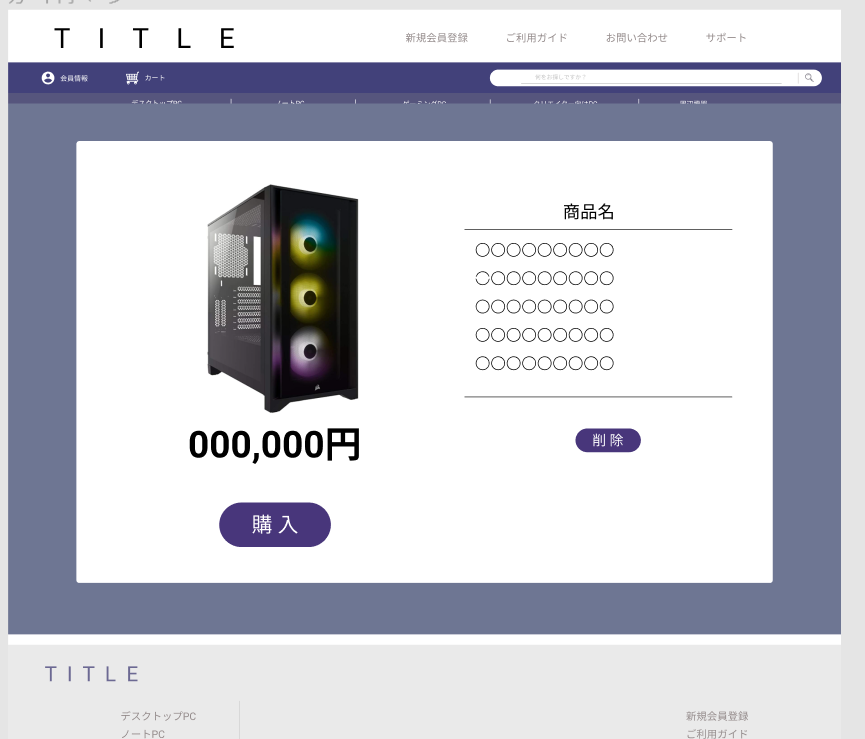 TITLE
新規会員登録 ご利用ガイド お問い合わせ サポート
会員情報 カート 何をお探しですか？
デスクトップPC ノートPC ゲーミングPC クリエイター向けPC 周辺機器
商品名
〇〇〇〇〇〇〇〇〇
〇〇〇〇〇〇〇〇〇
〇〇〇〇〇〇〇〇〇
〇〇〇〇〇〇〇〇〇
〇〇〇〇〇〇〇〇〇
000,000円
削除
購入
TITLE
デスクトップPC 新規会員登録
ノートPC ご利用ガイド